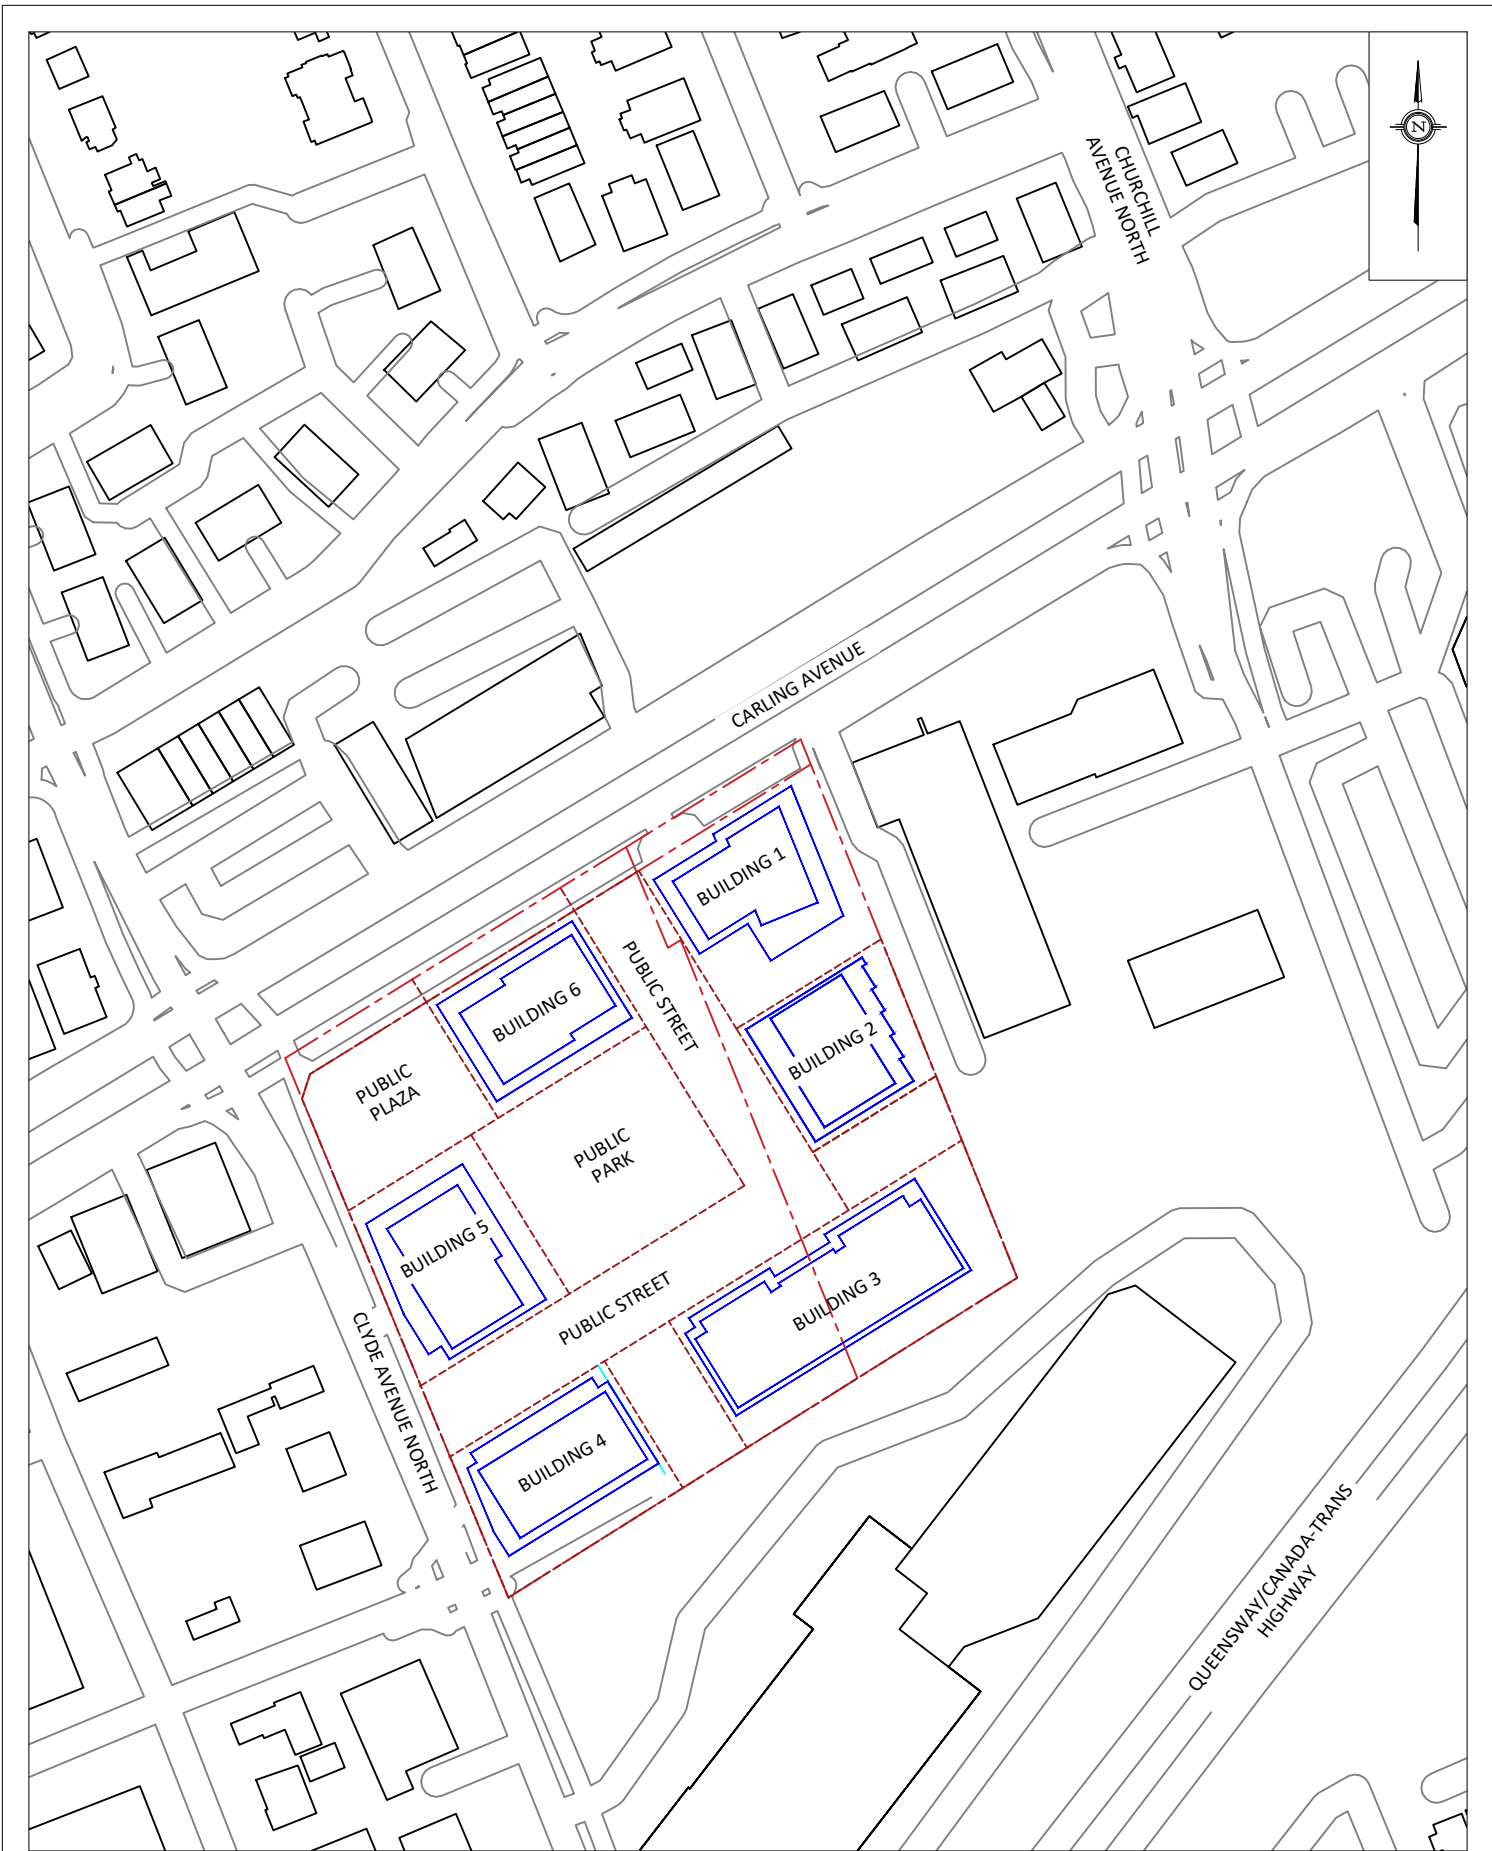 N
CHURCHILL
AVENUE NORTH
CARLING AVENUE
BUILDING 1
PUBLIC STREET
BUILDING 6
BUILDING 2
PUBLIC
PLAZA
PUBLIC
PARK
BUILDING 5
PUBLIC STREET
BUILDING 3
CLYDE AVENUE NORTH
BUILDING 4
QUEENSWAY/CANADA-TRANS
HIGHWAY